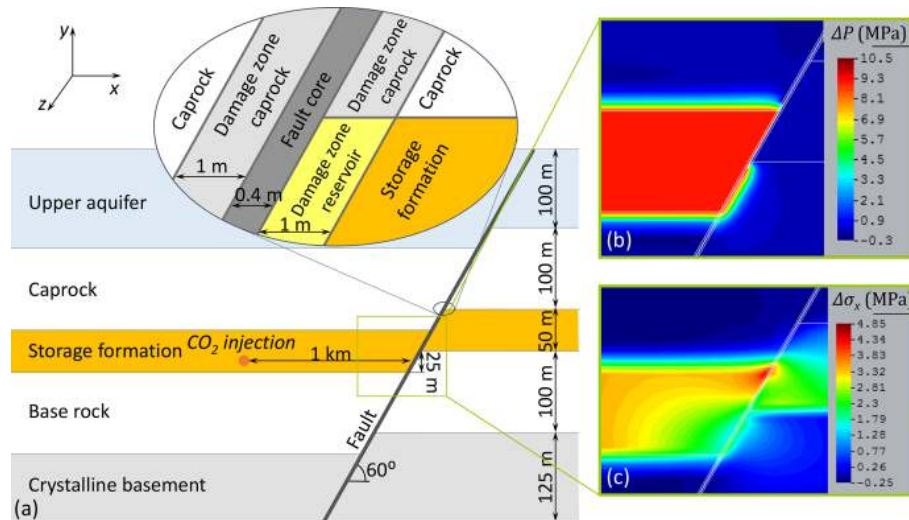 y
x
z
Caprock
Damage zone
caprock
Fault core
Damage zone
caprock
Caprock
1 m
0.4 m
1 m
Damage zone
reservoir
Storage
formation
Upper aquifer
Caprock
Storage formation
CO2 injection
1 km
Base rock
Fault
60º
Crystalline basement
(a)
100 m
100 m
50 m
25 m
100 m
125 m
ΔP (MPa)
10.5
9.3
8.1
6.9
5.7
4.5
3.3
2.1
0.9
-0.3
(b)
Δσx (MPa)
4.85
4.34
3.83
3.32
2.81
2.3
1.79
1.28
0.77
0.26
-0.25
(c)